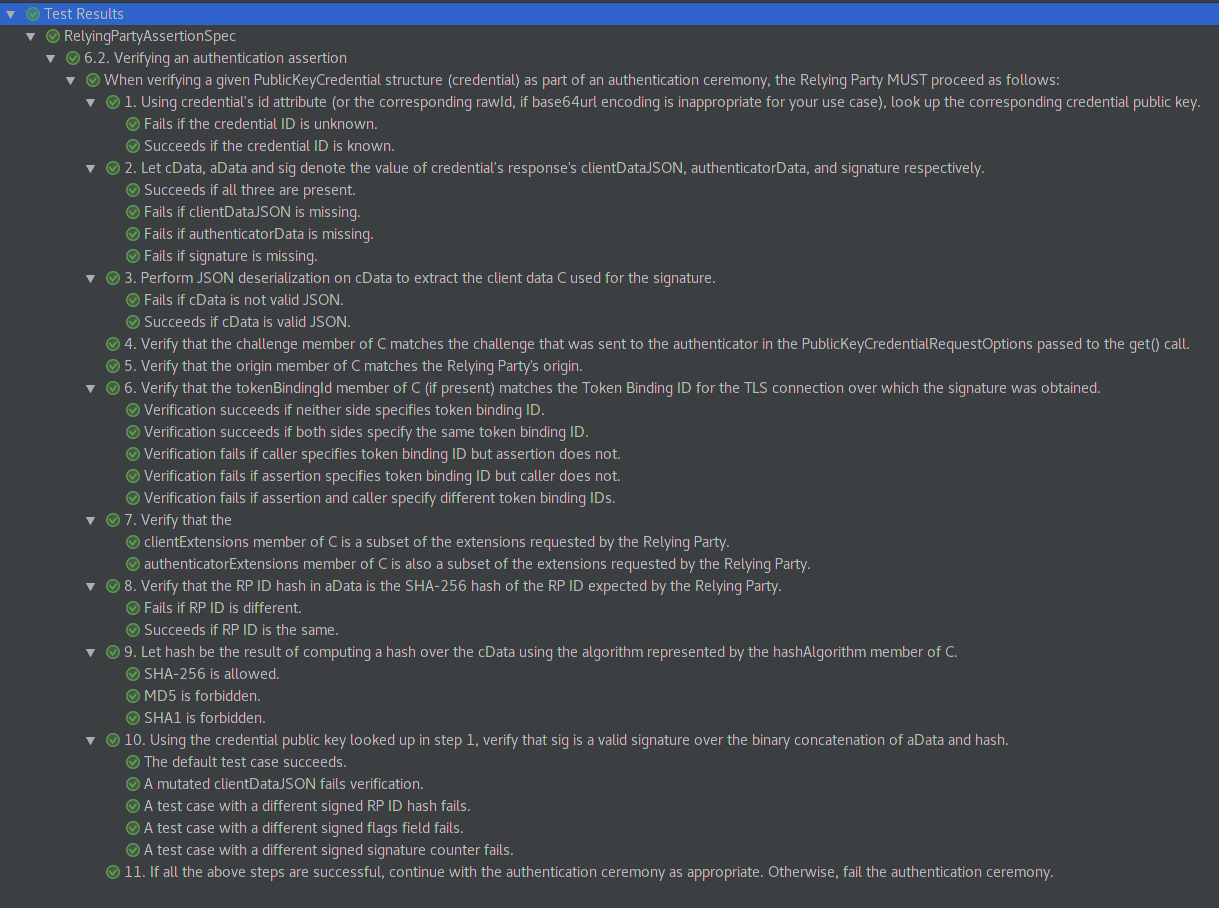 Test Results
RelyingPartyAssertionSpec
6.2. Verifying an authentication assertion
When verifying a given PublicKeyCredential structure (credential) as part of an authentication ceremony, the Relying Party MUST proceed as follows:
1. Using credential's id attribute (or the corresponding rawId, if base64url encoding is inappropriate for your use case), look up the corresponding credential public key.
Fails if the credential ID is unknown.
Succeeds if the credential ID is known.
2. Let cData, aData and sig denote the value of credential's response's clientDataJSON, authenticatorData, and signature respectively.
Succeeds if all three are present.
Fails if clientDataJSON is missing.
Fails if authenticatorData is missing.
Fails if signature is missing.
3. Perform JSON deserialization on cData to extract the client data C used for the signature.
Fails if cData is not valid JSON.
Succeeds if cData is valid JSON.
4. Verify that the challenge member of C matches the challenge that was sent to the authenticator in the PublicKeyCredentialRequestOptions passed to the get() call.
5. Verify that the origin member of C matches the Relying Party's origin.
6. Verify that the tokenBindingId member of C (if present) matches the Token Binding ID for the TLS connection over which the signature was obtained.
Verification succeeds if neither side specifies token binding ID.
Verification succeeds if both sides specify the same token binding ID.
Verification fails if caller specifies token binding ID but assertion does not.
Verification fails if assertion specifies token binding ID but caller does not.
Verification fails if assertion and caller specify different token binding IDs.
7. Verify that the
clientExtensions member of C is a subset of the extensions requested by the Relying Party.
authenticatorExtensions member of C is also a subset of the extensions requested by the Relying Party.
8. Verify that the RP ID hash in aData is the SHA-256 hash of the RP ID expected by the Relying Party.
Fails if RP ID is different.
Succeeds if RP ID is the same.
9. Let hash be the result of computing a hash over the cData using the algorithm represented by the hashAlgorithm member of C.
SHA-256 is allowed.
MD5 is forbidden.
SHA1 is forbidden.
10. Using the credential public key looked up in step 1, verify that sig is a valid signature over the binary concatenation of aData and hash.
The default test case succeeds.
A mutated clientDataJSON fails verification.
A test case with a different signed RP ID hash fails.
A test case with a different signed flags field fails.
A test case with a different signed signature counter fails.
11. If all the above steps are successful, continue with the authentication ceremony as appropriate. Otherwise, fail the authentication ceremony.